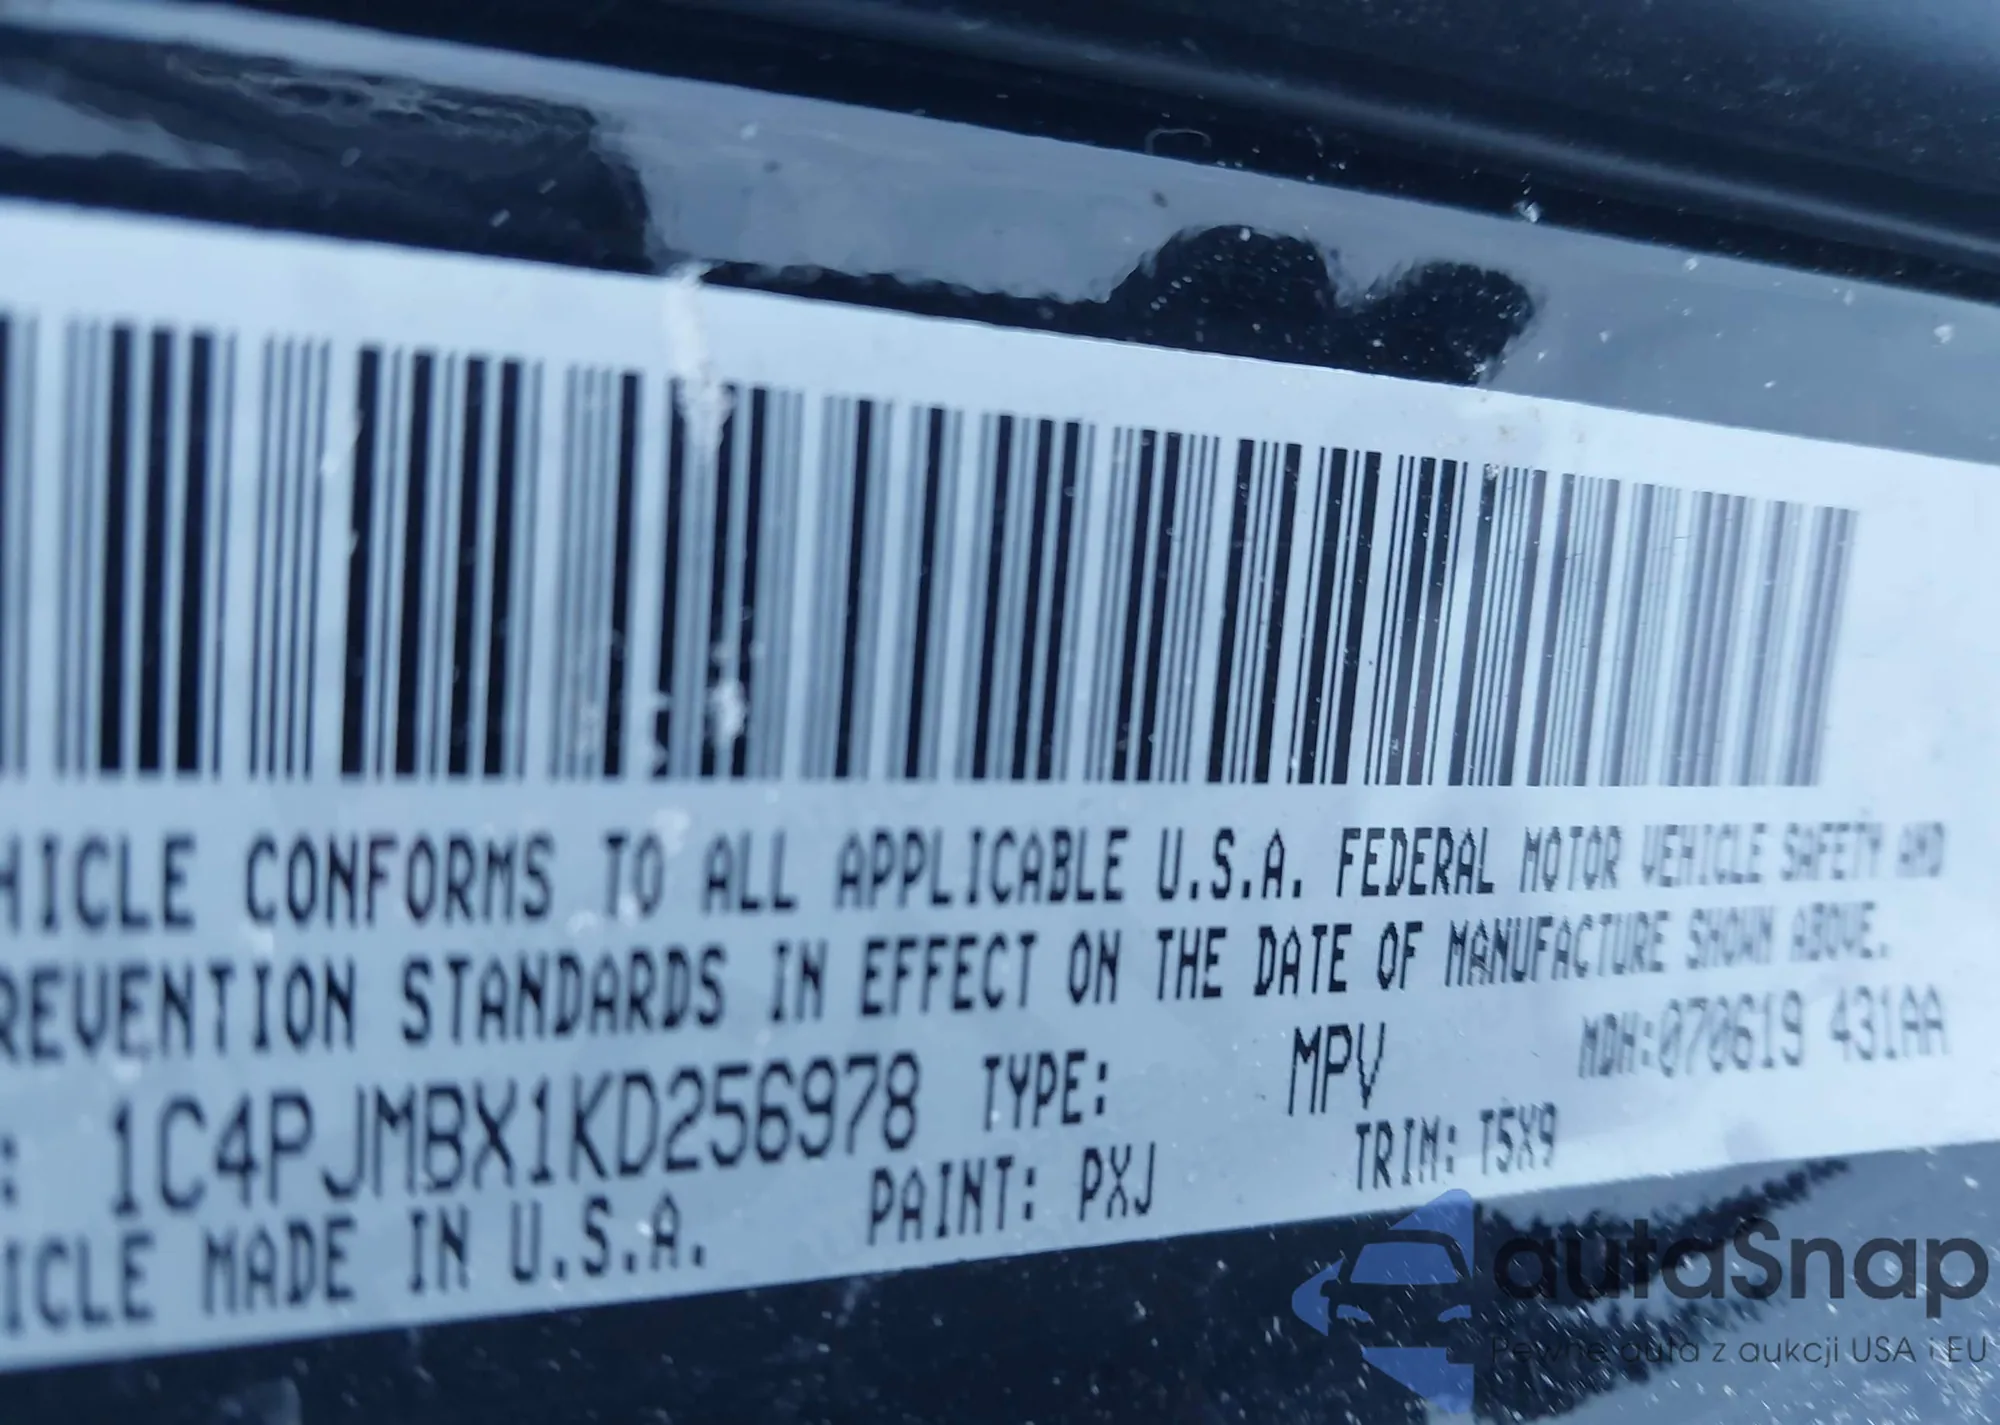 HICLE CONFORMS TO ALL APPLICABLE U.S.A. FEDERAL MOTOR VEHICLE SAFETY AND
REVENTION STANDARDS IN EFFECT ON THE DATE OF MANUFACTURE SHOWN ABOVE.
MDH:070619 431AA
: 1C4PJMBX1KD256978 TYPE: MPV
ICLE MADE IN U.S.A. PAINT: PXJ TRIM: T5X9
autaSnap
Pewne auta z aukcji USA i EU